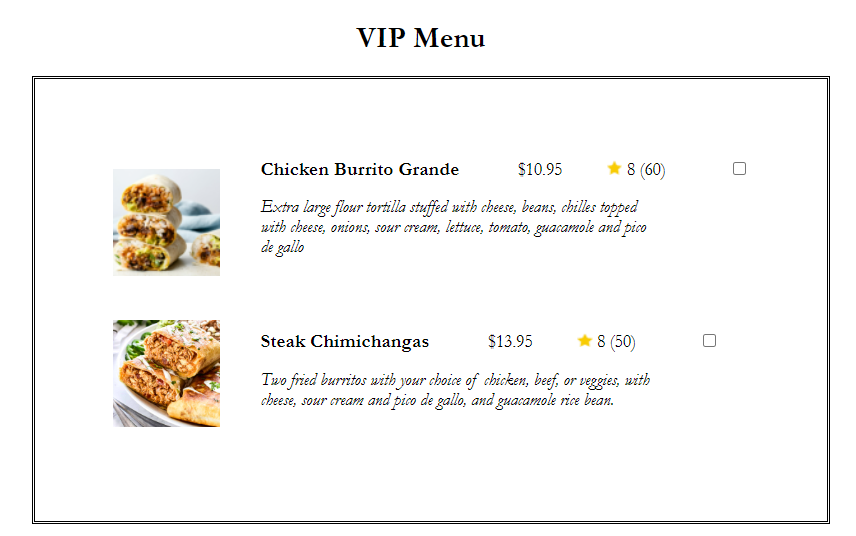 VIP Menu
Chicken Burrito Grande $10.95 8 (60)
Extra large flour tortilla stuffed with cheese, beans, chilles topped
with cheese, onions, sour cream, lettuce, tomato, guacamole and pico
de gallo
Steak Chimichangas $13.95 8 (50)
Two fried burritos with your choice of chicken, beef, or veggies, with
cheese, sour cream and pico de gallo, and guacamole rice bean.